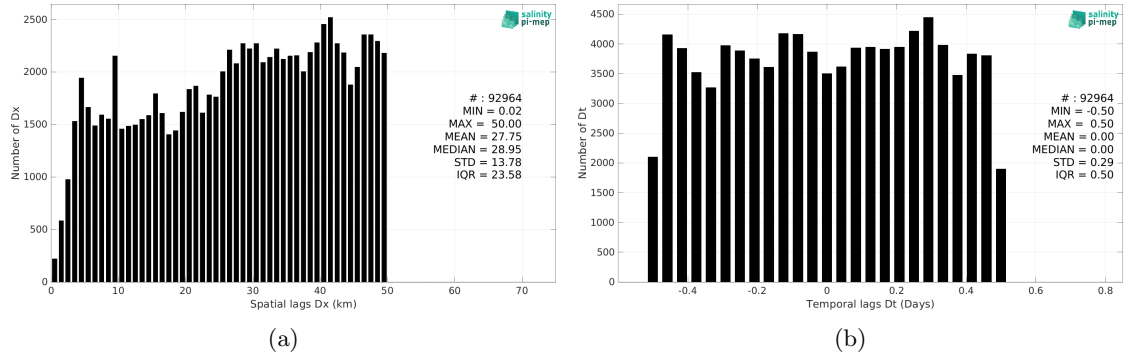 salinity
pi-mep
2500
2000
1500
1000
500
0
Number of Dx
# : 92964
MIN = 0.02
MAX = 50.00
MEAN = 27.75
MEDIAN = 28.95
STD = 13.78
IQR = 23.58
0 10 20 30 40 50 60 70
Spatial lags Dx (km)
(a)
salinity
pi-mep
4500
4000
3500
3000
2500
2000
1500
1000
500
0
Number of Dt
# : 92964
MIN = -0.50
MAX = 0.50
MEAN = 0.00
MEDIAN = 0.00
STD = 0.29
IQR = 0.50
-0.4 -0.2 0 0.2 0.4 0.6 0.8
Temporal lags Dt (Days)
(b)